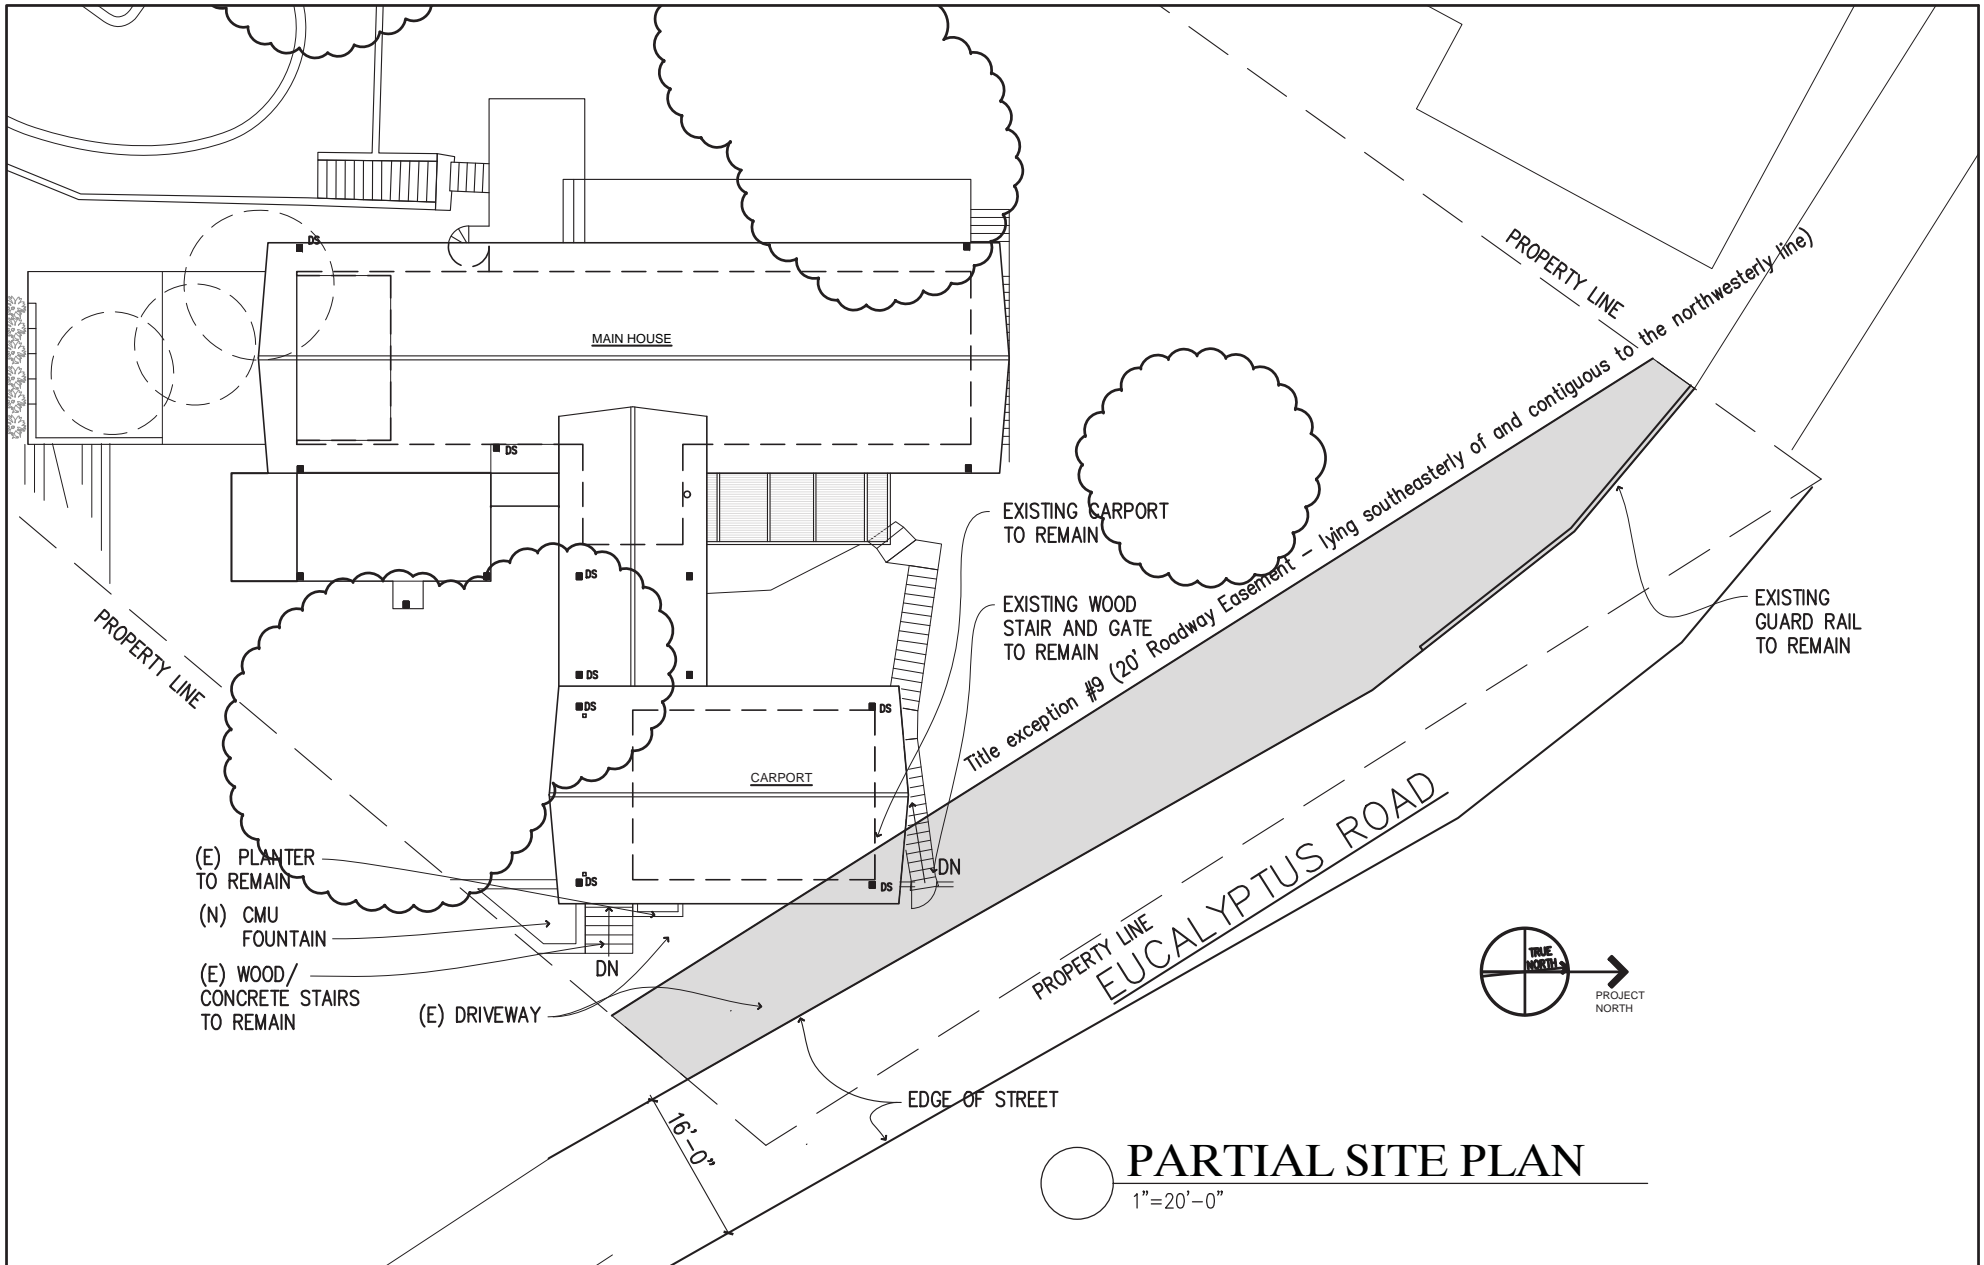 DS
MAIN HOUSE
DS
PROPERTY LINE
Title exception #9 (20' Roadway Easement - lying southeasterly of and contiguous to the northwesterly line)
EXISTING CARPORT
TO REMAIN
EXISTING WOOD
STAIR AND GATE
TO REMAIN
EXISTING
GUARD RAIL
TO REMAIN
PROPERTY LINE
DS
DS
DS
DS
CARPORT
DS
DS
DN
(E) PLANTER
TO REMAIN
(N) CMU
FOUNTAIN
(E) WOOD/
CONCRETE STAIRS
TO REMAIN
DN
(E) DRIVEWAY
PROPERTY LINE
EUCALYPTUS ROAD
TRUE
NORTH
PROJECT
NORTH
EDGE OF STREET
16'-0"
PARTIAL SITE PLAN
1"=20'-0"